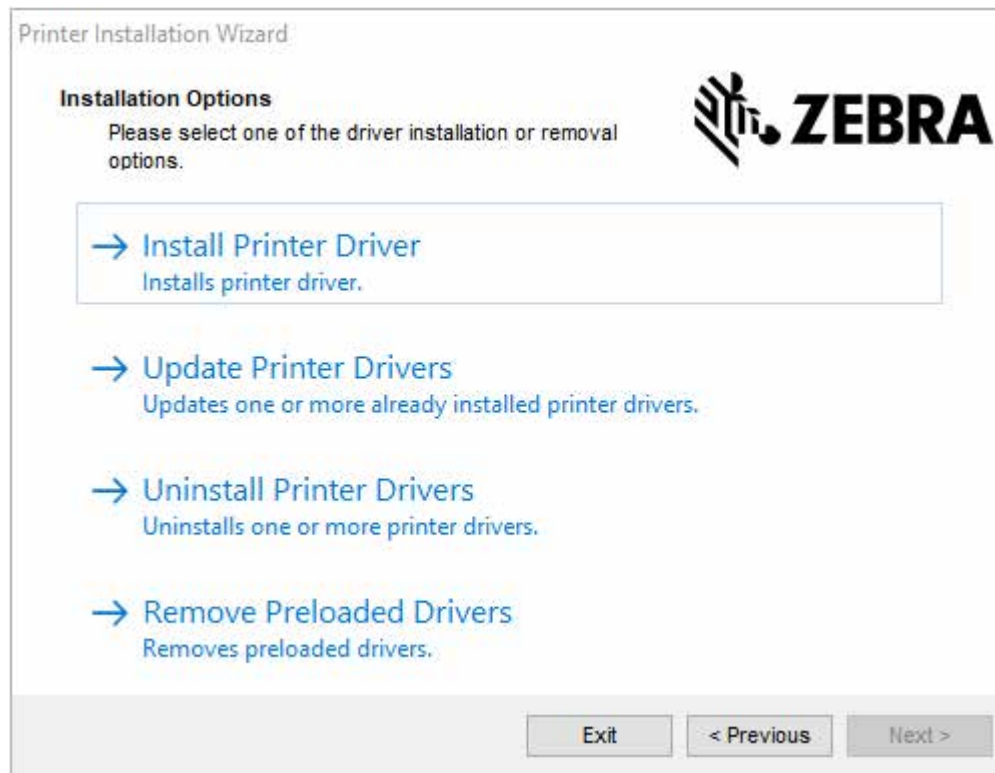 Printer Installation Wizard
Installation Options
Please select one of the driver installation or removal
options.
ZEBRA
Install Printer Driver
Installs printer driver.
Update Printer Drivers
Updates one or more already installed printer drivers.
Uninstall Printer Drivers
Uninstalls one or more printer drivers.
Remove Preloaded Drivers
Removes preloaded drivers.
Exit
< Previous
Next >